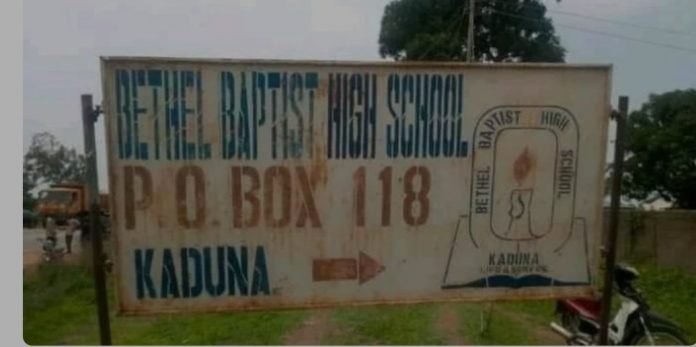 BETHEL BAPTIST HIGH SCHOOL
P.O. BOX 118
KADUNA
BETHEL BAPTIST HIGH SCHOOL
KADUNA